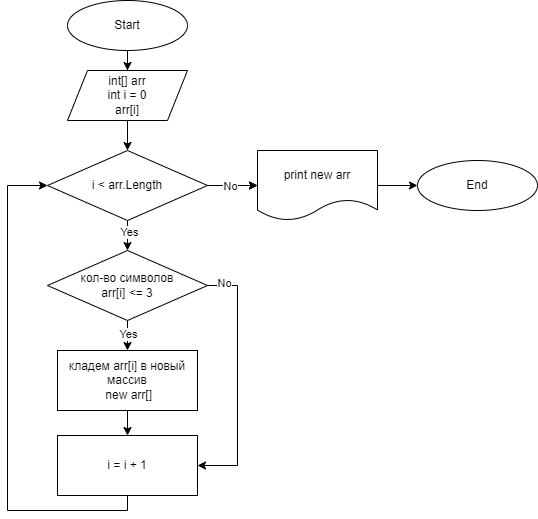 Start
int[] arr
int i = 0
arr[i]
i < arr.Length
No
print new arr
End
Yes
кол-во символов
arr[i] <= 3
No
Yes
кладем arr[i] в новый
массив
new arr[]
i = i + 1